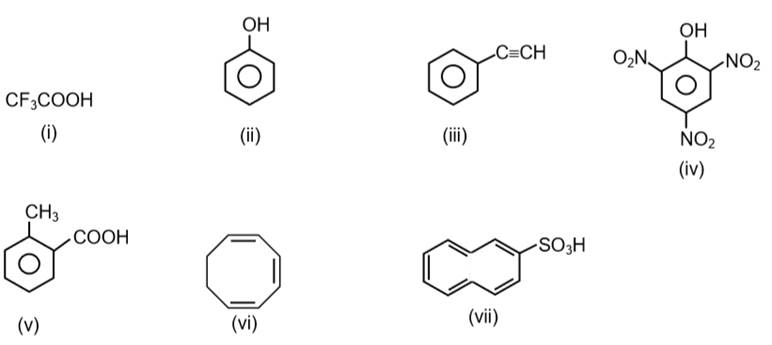 CF₃COOH
(i)
OH
(ii)
C≡CH
(iii)
OH
O₂N
NO₂
NO₂
(iv)
CH₃
COOH
(v)
(vi)
SO₃H
(vii)